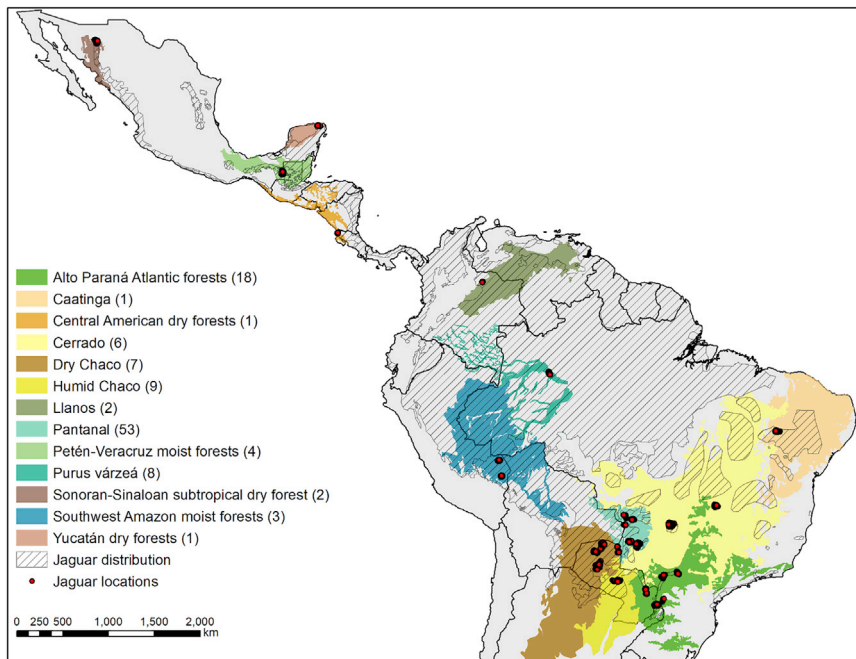 Alto Paraná Atlantic forests (18)
Caatinga (1)
Central American dry forests (1)
Cerrado (6)
Dry Chaco (7)
Humid Chaco (9)
Llanos (2)
Pantanal (53)
Petén-Veracruz moist forests (4)
Purus várzeá (8)
Sonoran-Sinaloan subtropical dry forest (2)
Southwest Amazon moist forests (3)
Yucatán dry forests (1)
Jaguar distribution
Jaguar locations
0 250 500 1,000 1,500 2,000
km